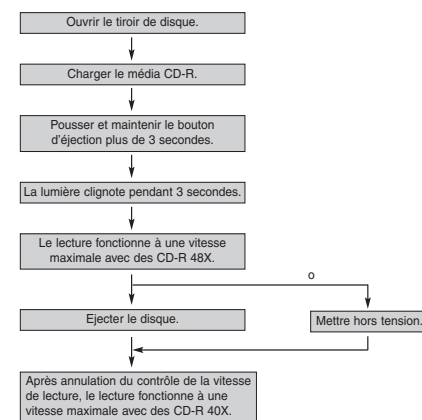 Ouvrir le tiroir de disque.
Charger le média CD-R.
Pousser et maintenir le bouton
d'éjection plus de 3 secondes.
La lumière clignote pendant 3 secondes.
Le lecture fonctionne à une vitesse
maximale avec des CD-R 48X.
o
Ejecter le disque.
Mettre hors tension.
Après annulation du contrôle de la vitesse
de lecture, le lecture fonctionne à une
vitesse maximale avec des CD-R 40X.